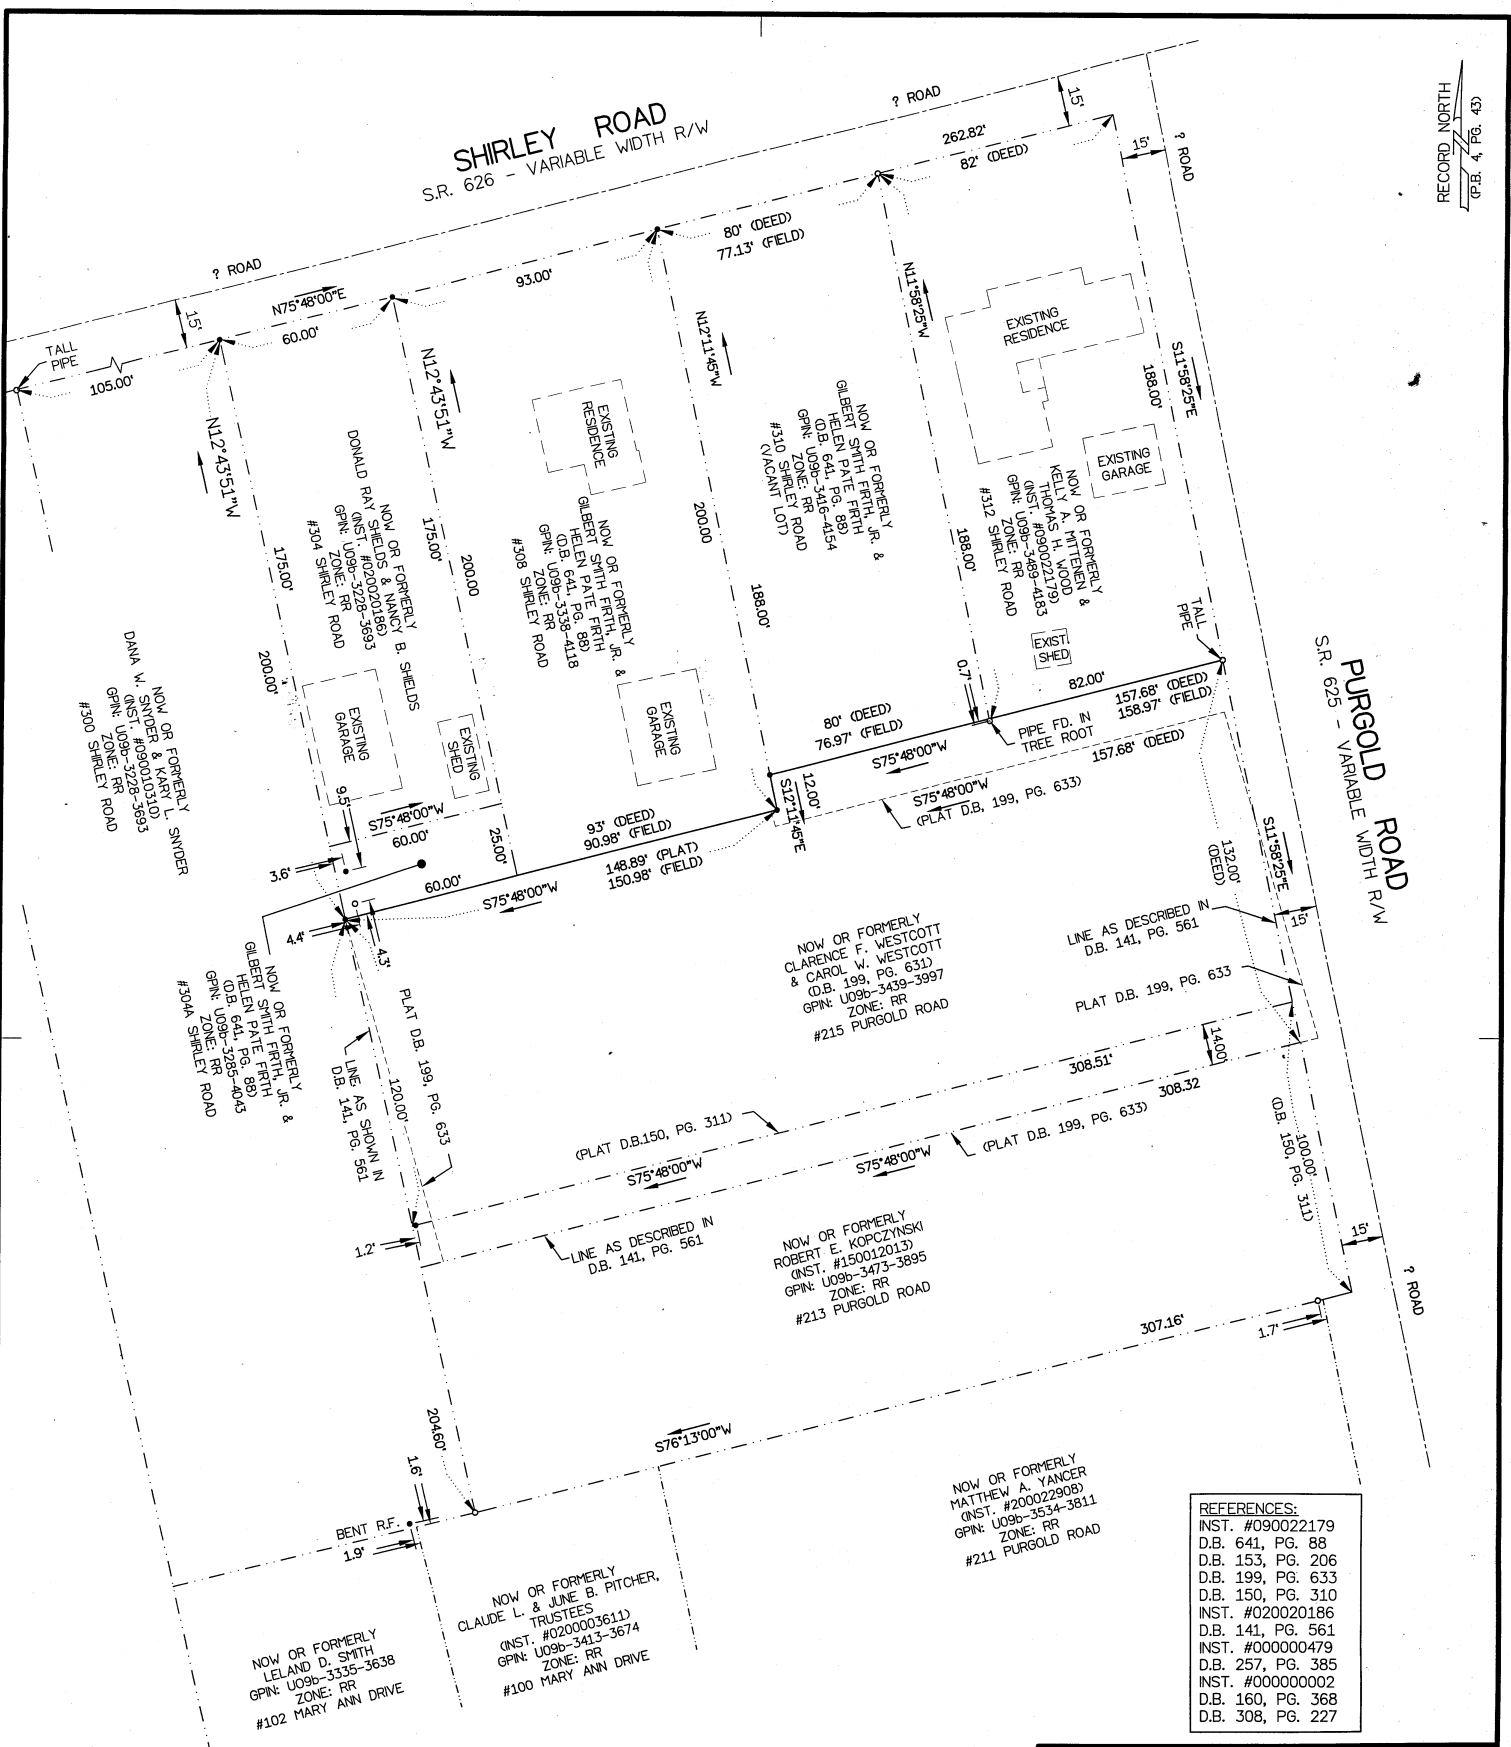 RECORD NORTH
(P.B. 4, PG. 43)
SHIRLEY ROAD
S.R. 626 - VARIABLE WIDTH R/W
? ROAD
? ROAD
? ROAD
15'
15'
15'
262.82'
82' (DEED)
80' (DEED)
77.13' (FIELD)
93.00'
N75°48'00"E
60.00'
TALL
PIPE
105.00'
N12°43'51"W
N12°43'51"W
N12°11'45"W
N11°58'25"W
S11°58'25"E
188.00'
EXISTING
RESIDENCE
EXISTING
GARAGE
EXISTING
RESIDENCE
NOW OR FORMERLY
KELLY A. MITTENEN &
THOMAS H. WOOD
(INST. #090022179)
GPIN: U09b-3489-4183
ZONE: RR
#312 SHIRLEY ROAD
NOW OR FORMERLY
GILBERT SMITH FIRTH, JR. &
HELEN PATE FIRTH
(D.B. 641, PG. 88)
GPIN: U09b-3416-4154
ZONE: RR
#310 SHIRLEY ROAD
(VACANT LOT)
NOW OR FORMERLY
GILBERT SMITH FIRTH, JR. &
HELEN PATE FIRTH
(D.B. 641, PG. 88)
GPIN: U09b-3338-4118
ZONE: RR
#308 SHIRLEY ROAD
NOW OR FORMERLY
DONALD RAY SHIELDS & NANCY B. SHIELDS
(INST. #020020186)
GPIN: U09b-3228-3693
ZONE: RR
#304 SHIRLEY ROAD
NOW OR FORMERLY
DANA W. SNYDER & KARY L. SNYDER
(INST. #090010310)
GPIN: U09b-3228-3693
ZONE: RR
#300 SHIRLEY ROAD
175.00'
200.00'
175.00'
200.00
200.00
188.00'
188.00'
0.7'
EXIST.
SHED
TALL
PIPE
EXISTING
GARAGE
EXISTING
SHED
EXISTING
GARAGE
82.00'
157.68' (DEED)
158.97' (FIELD)
PIPE FD. IN
TREE ROOT
80' (DEED)
76.97' (FIELD)
S75°48'00"W
157.68' (DEED)
S75°48'00"W
(PLAT D.B, 199, PG. 633)
12.00'
S12°11'45"E
PURGOLD ROAD
S.R. 625 - VARIABLE WIDTH R/W
S11°58'25"E
132.00'
(DEED)
15'
9.5'
S75°48'00"W
60.00'
25.00'
93' (DEED)
90.98' (FIELD)
148.89' (PLAT)
150.98' (FIELD)
S75°48'00"W
60.00'
3.6'
4.4'
4.3'
NOW OR FORMERLY
GILBERT SMITH FIRTH, JR. &
HELEN PATE FIRTH
(D.B. 641, PG. 88)
GPIN: U09b-3285-4043
ZONE: RR
#304A SHIRLEY ROAD
LINE AS SHOWN IN
D.B. 141, PG. 561
120.00'
PLAT D.B. 199, PG. 633
NOW OR FORMERLY
CLARENCE F. WESTCOTT
& CAROL W. WESTCOTT
(D.B. 199, PG. 631)
GPIN: U09b-3439-3997
ZONE: RR
#215 PURGOLD ROAD
LINE AS DESCRIBED IN
D.B. 141, PG. 561
PLAT D.B. 199, PG. 633
14.00'
308.51'
308.32
(PLAT D.B.150, PG. 311)
S75°48'00"W
S75°48'00"W
(PLAT D.B. 199, PG. 633)
100.00'
(D.B. 150, PG. 311)
1.2'
LINE AS DESCRIBED IN
D.B. 141, PG. 561
NOW OR FORMERLY
ROBERT E. KOPCZYNSKI
(INST. #150012013)
GPIN: U09b-3473-3895
ZONE: RR
#213 PURGOLD ROAD
15'
? ROAD
307.16'
1.7'
204.60'
S76°13'00"W
1.6'
BENT R.F.
1.9'
NOW OR FORMERLY
MATTHEW A. YANCER
(INST. #200022908)
GPIN: U09b-3534-3811
ZONE: RR
#211 PURGOLD ROAD
NOW OR FORMERLY
CLAUDE L. & JUNE B. PITCHER,
TRUSTEES
(INST. #0200003611)
GPIN: U09b-3413-3674
ZONE: RR
#100 MARY ANN DRIVE
NOW OR FORMERLY
LELAND D. SMITH
GPIN: U09b-3335-3638
ZONE: RR
#102 MARY ANN DRIVE
REFERENCES:
INST. #090022179
D.B. 641, PG. 88
D.B. 153, PG. 206
D.B. 199, PG. 633
D.B. 150, PG. 310
INST. #020020186
D.B. 141, PG. 561
INST. #000000479
D.B. 257, PG. 385
INST. #000000002
D.B. 160, PG. 368
D.B. 308, PG. 227